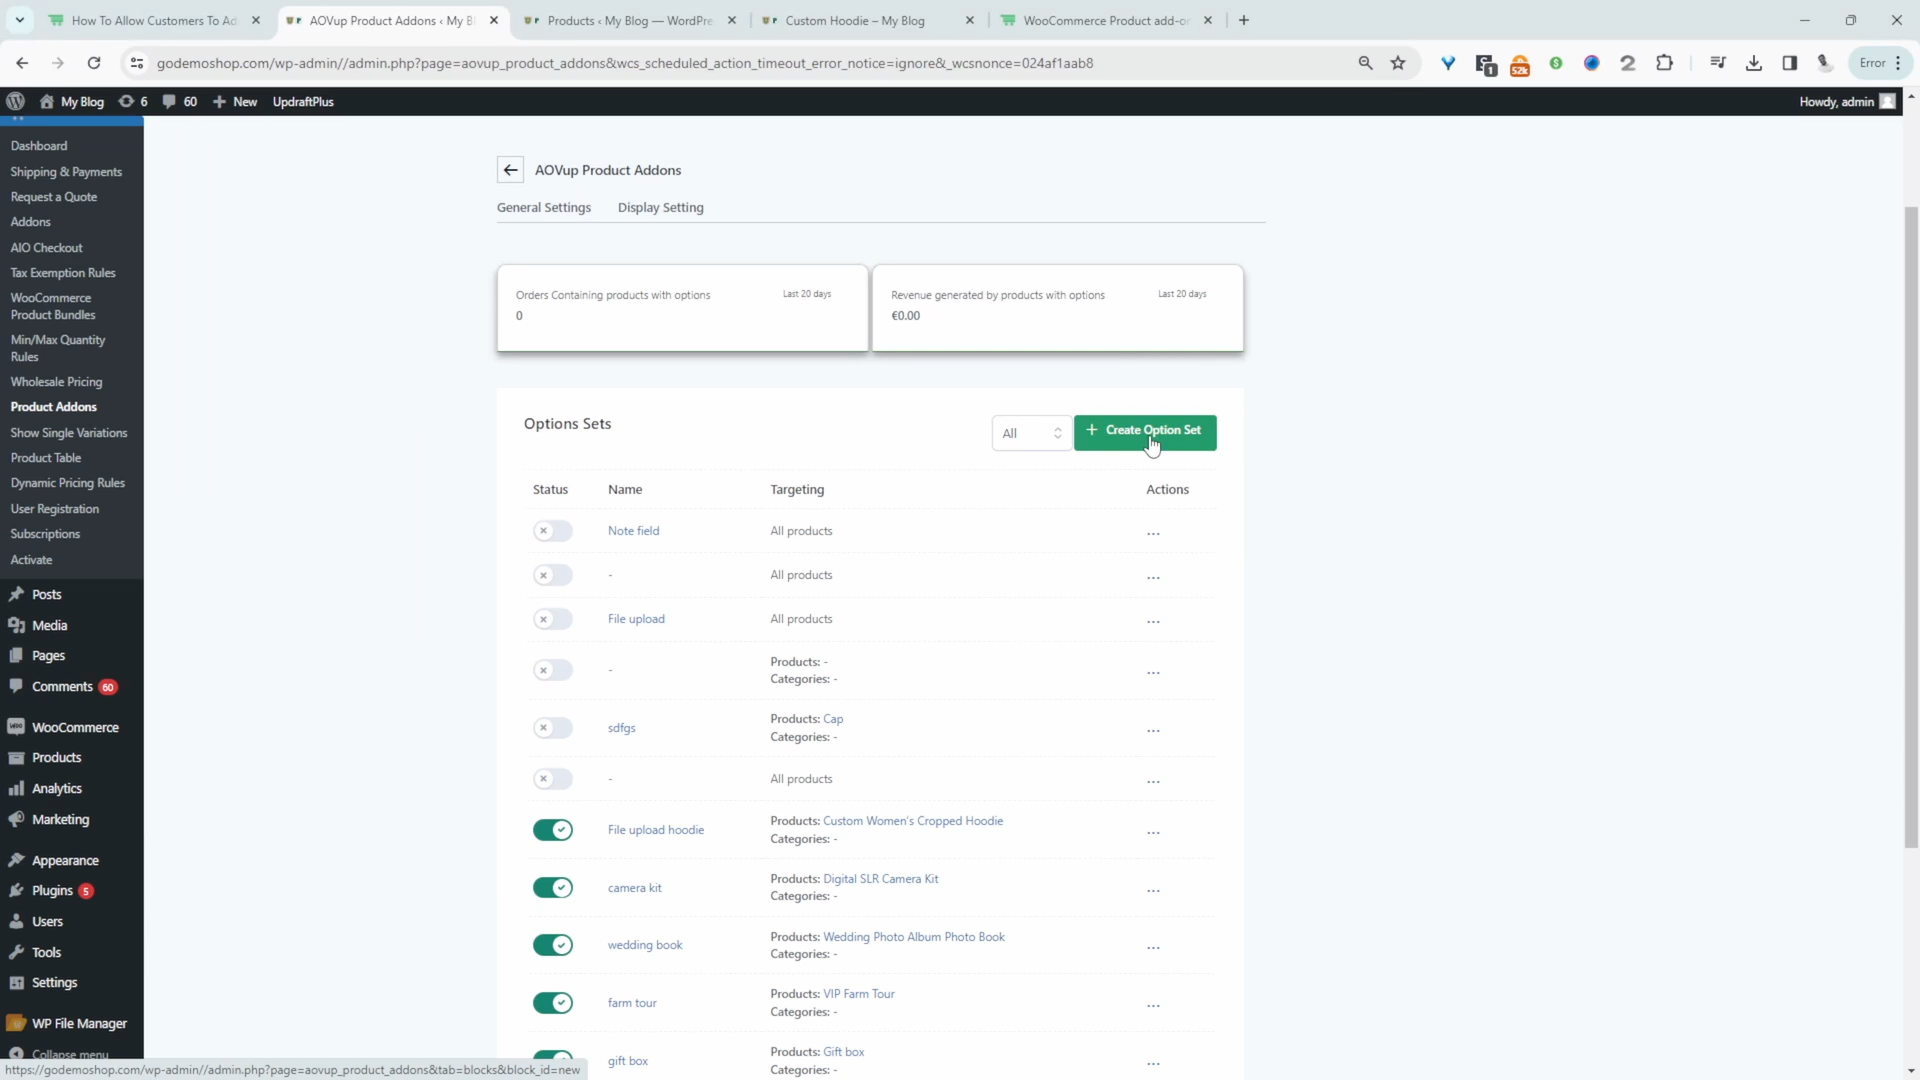 How To Allow Customers To Ad
AOVup Product Addons ‹ My B
Products ‹ My Blog — WordPre
Custom Hoodie – My Blog
WooCommerce Product add-o
godemoshop.com/wp-admin//admin.php?page=aovup_product_addons&wcs_scheduled_action_timeout_error_notice=ignore&_wcsnonce=024af1aab8
1
52k
Error
My Blog
6
60
New
UpdraftPlus
Howdy, admin
Dashboard
Shipping & Payments
Request a Quote
Addons
AIO Checkout
Tax Exemption Rules
WooCommerce
Product Bundles
Min/Max Quantity
Rules
Wholesale Pricing
Product Addons
Show Single Variations
Product Table
Dynamic Pricing Rules
User Registration
Subscriptions
Activate
Posts
Media
Pages
Comments 60
WooCommerce
Products
Analytics
Marketing
Appearance
Plugins 5
Users
Tools
Settings
WP File Manager
Collapse menu
AOVup Product Addons
General Settings
Display Setting
Orders Containing products with options
Last 20 days
0
Revenue generated by products with options
Last 20 days
€0.00
Options Sets
All
+ Create Option Set
Status
Name
Targeting
Actions
Note field
All products
...
-
All products
...
File upload
All products
...
-
Products: -
Categories: -
...
sdfgs
Products: Cap
Categories: -
...
-
All products
...
File upload hoodie
Products: Custom Women's Cropped Hoodie
Categories: -
...
camera kit
Products: Digital SLR Camera Kit
Categories: -
...
wedding book
Products: Wedding Photo Album Photo Book
Categories: -
...
farm tour
Products: VIP Farm Tour
Categories: -
...
gift box
Products: Gift box
Categories: -
...
https://godemoshop.com/wp-admin//admin.php?page=aovup_product_addons&tab=blocks&block_id=new